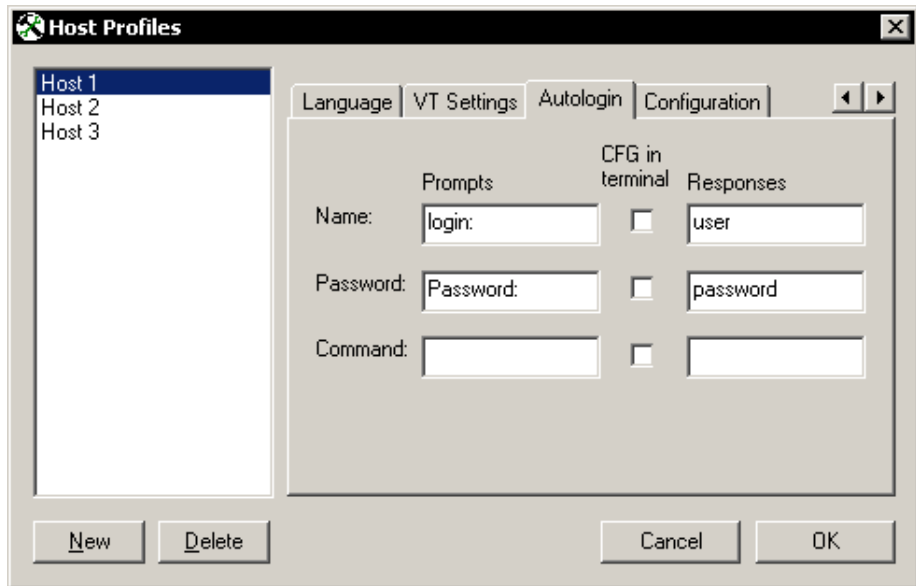 Host Profiles
Host 1
Host 2
Host 3
Language VT Settings Autologin Configuration
CFG in
terminal
Prompts Responses
Name: login: user
Password: Password: password
Command:
New Delete Cancel OK